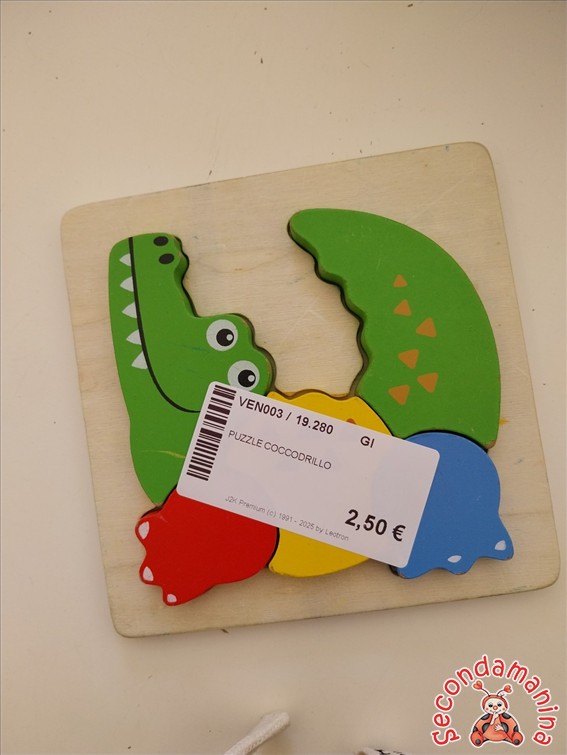 VEN003 / 19.280 GI
PUZZLE COCCODRILLO
J2K Premium (c) 1991 - 2025 by Leotron
2,50 €
Secondamanina